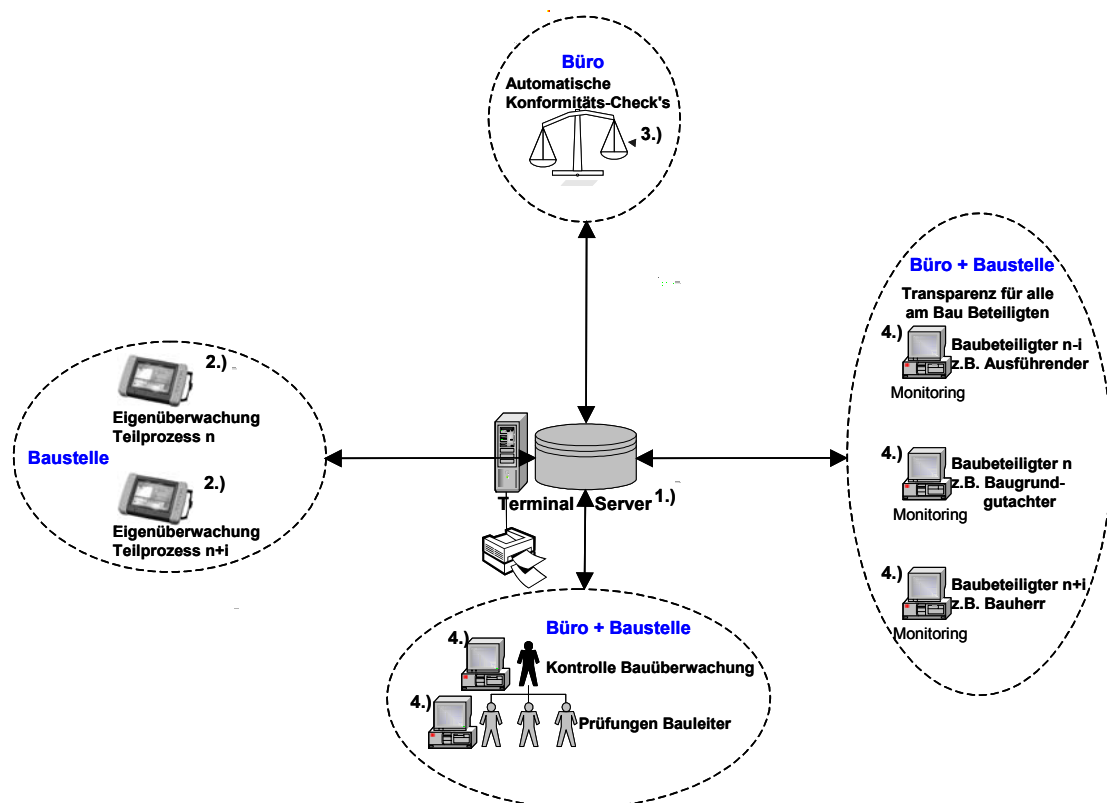 Büro
Automatische
Konformitäts-Check's
3.)
Büro + Baustelle
Transparenz für alle
am Bau Beteiligten
4.)
Baubeteiligter n-i
z.B. Ausführender
Monitoring
4.)
Baubeteiligter n
z.B. Baugrund-
gutachter
Monitoring
4.)
Baubeteiligter n+i
z.B. Bauherr
Monitoring
Baustelle
2.)
Eigenüberwachung
Teilprozess n
2.)
Eigenüberwachung
Teilprozess n+i
Terminal Server 1.)
Büro + Baustelle
4.)
Kontrolle Bauüberwachung
4.)
Prüfungen Bauleiter